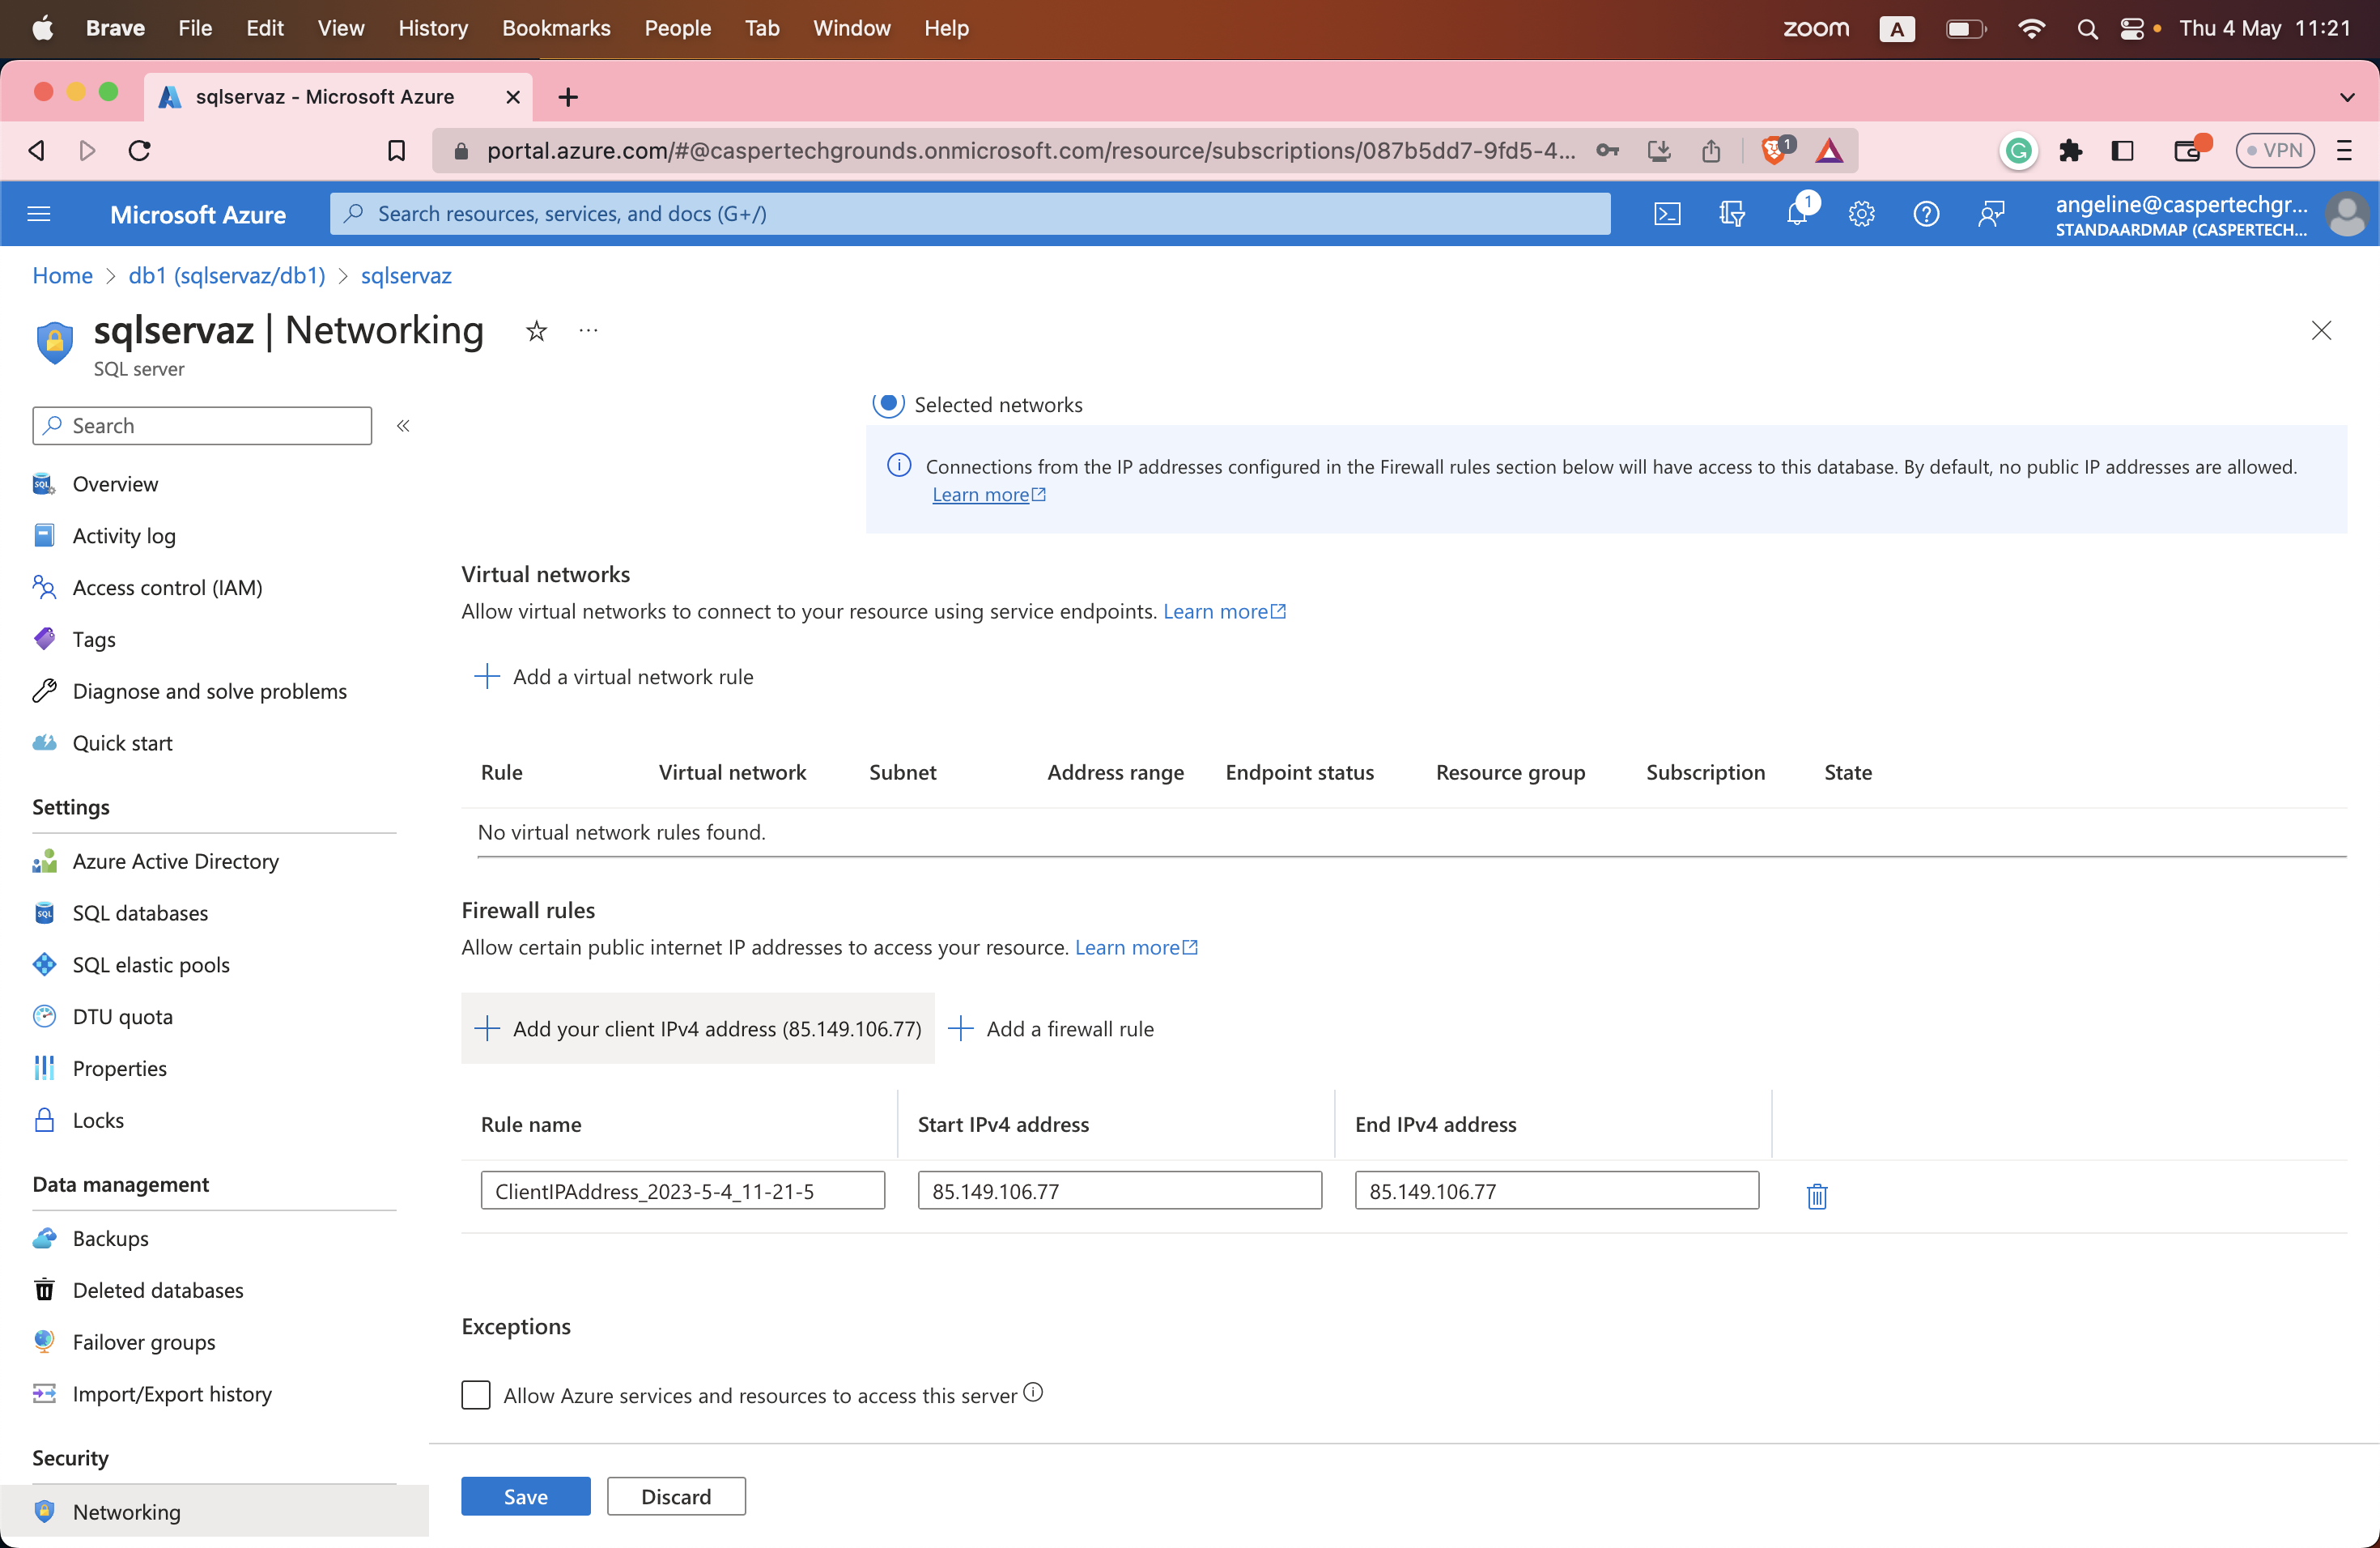 Brave File Edit View History Bookmarks People Tab Window Help zoom A Thu 4 May 11:21
sqlservaz - Microsoft Azure
portal.azure.com/#@caspertechgrounds.onmicrosoft.com/resource/subscriptions/087b5dd7-9fd5-4... 1 G VPN
Microsoft Azure Search resources, services, and docs (G+/) 1 angeline@caspertechgr...
STANDAARDMAP (CASPERTECH...
Home > db1 (sqlservaz/db1) > sqlservaz
sqlservaz | Networking ☆ ...
SQL server
Search «
Overview
Activity log
Access control (IAM)
Tags
Diagnose and solve problems
Quick start
Settings
Azure Active Directory
SQL databases
SQL elastic pools
DTU quota
Properties
Locks
Data management
Backups
Deleted databases
Failover groups
Import/Export history
Security
Networking
Selected networks
Connections from the IP addresses configured in the Firewall rules section below will have access to this database. By default, no public IP addresses are allowed.
Learn more
Virtual networks
Allow virtual networks to connect to your resource using service endpoints. Learn more
+ Add a virtual network rule
Rule Virtual network Subnet Address range Endpoint status Resource group Subscription State
No virtual network rules found.
Firewall rules
Allow certain public internet IP addresses to access your resource. Learn more
+ Add your client IPv4 address (85.149.106.77) + Add a firewall rule
Rule name Start IPv4 address End IPv4 address
ClientIPAddress_2023-5-4_11-21-5 85.149.106.77 85.149.106.77
Exceptions
Allow Azure services and resources to access this server
Save Discard